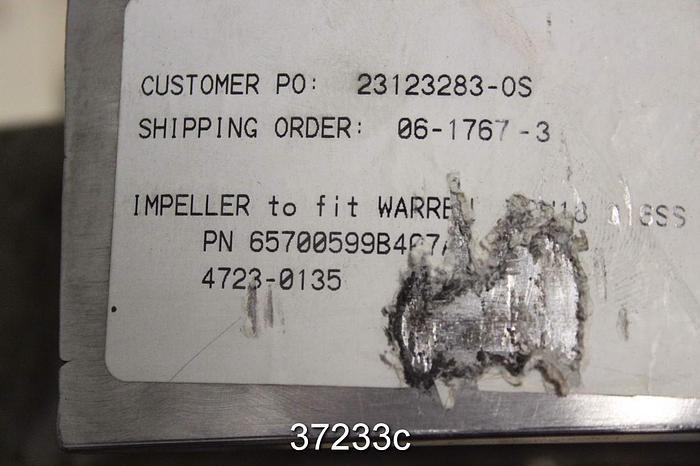 CUSTOMER PO: 23123283-OS
SHIPPING ORDER: 06-1767-3
IMPELLER to fit
PN
4723-0135
37233c